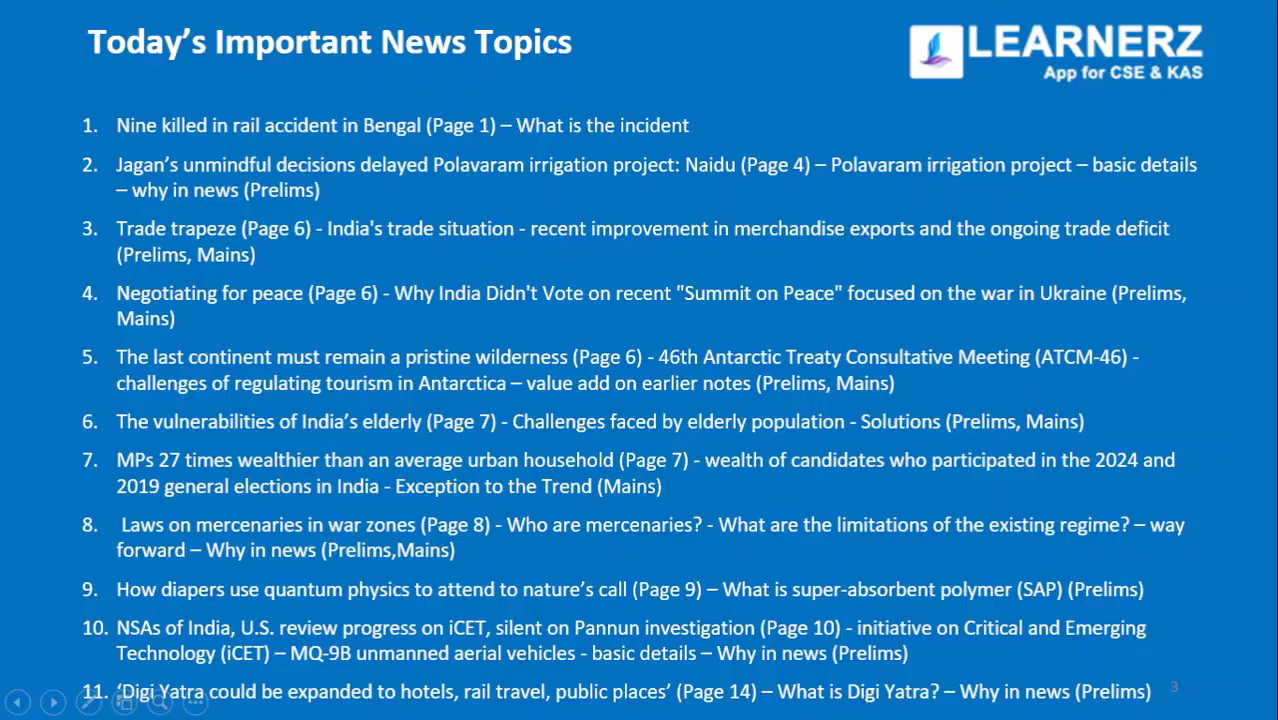 Today's Important News Topics
LEARNERZ
App for CSE & KAS
1. Nine killed in rail accident in Bengal (Page 1) – What is the incident
2. Jagan's unmindful decisions delayed Polavaram irrigation project: Naidu (Page 4) – Polavaram irrigation project – basic details
– why in news (Prelims)
3. Trade trapeze (Page 6) - India's trade situation - recent improvement in merchandise exports and the ongoing trade deficit
(Prelims, Mains)
4. Negotiating for peace (Page 6) - Why India Didn't Vote on recent "Summit on Peace" focused on the war in Ukraine (Prelims,
Mains)
5. The last continent must remain a pristine wilderness (Page 6) - 46th Antarctic Treaty Consultative Meeting (ATCM-46) -
challenges of regulating tourism in Antarctica – value add on earlier notes (Prelims, Mains)
6. The vulnerabilities of India's elderly (Page 7) - Challenges faced by elderly population - Solutions (Prelims, Mains)
7. MPs 27 times wealthier than an average urban household (Page 7) - wealth of candidates who participated in the 2024 and
2019 general elections in India - Exception to the Trend (Mains)
8. Laws on mercenaries in war zones (Page 8) - Who are mercenaries? - What are the limitations of the existing regime? – way
forward – Why in news (Prelims,Mains)
9. How diapers use quantum physics to attend to nature's call (Page 9) – What is super-absorbent polymer (SAP) (Prelims)
10. NSAs of India, U.S. review progress on iCET, silent on Pannun investigation (Page 10) - initiative on Critical and Emerging
Technology (iCET) – MQ-9B unmanned aerial vehicles - basic details – Why in news (Prelims)
11. 'Digi Yatra could be expanded to hotels, rail travel, public places' (Page 14) – What is Digi Yatra? – Why in news (Prelims)
3